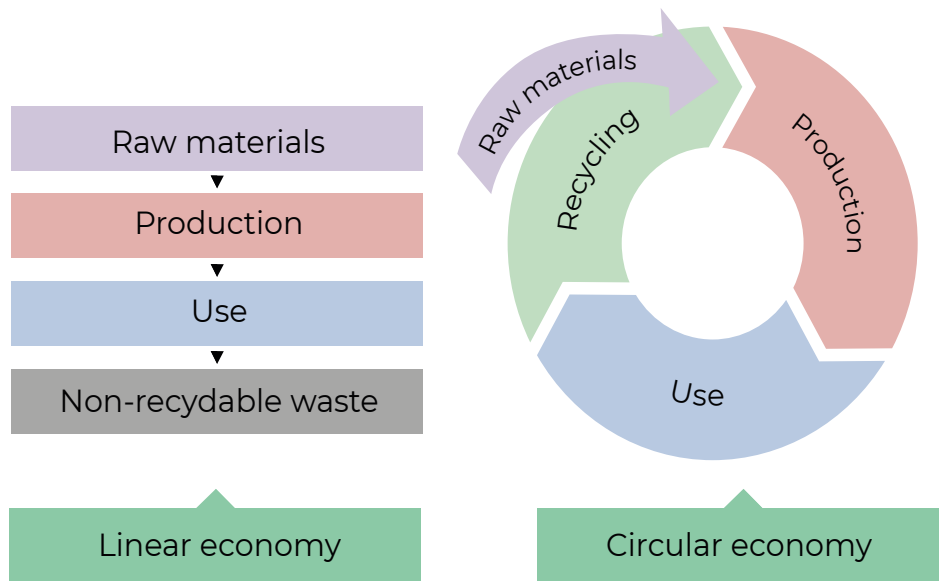 Raw materials
Production
Use
Non-recydable waste
Linear economy
Raw materials
Recycling
Production
Use
Circular economy